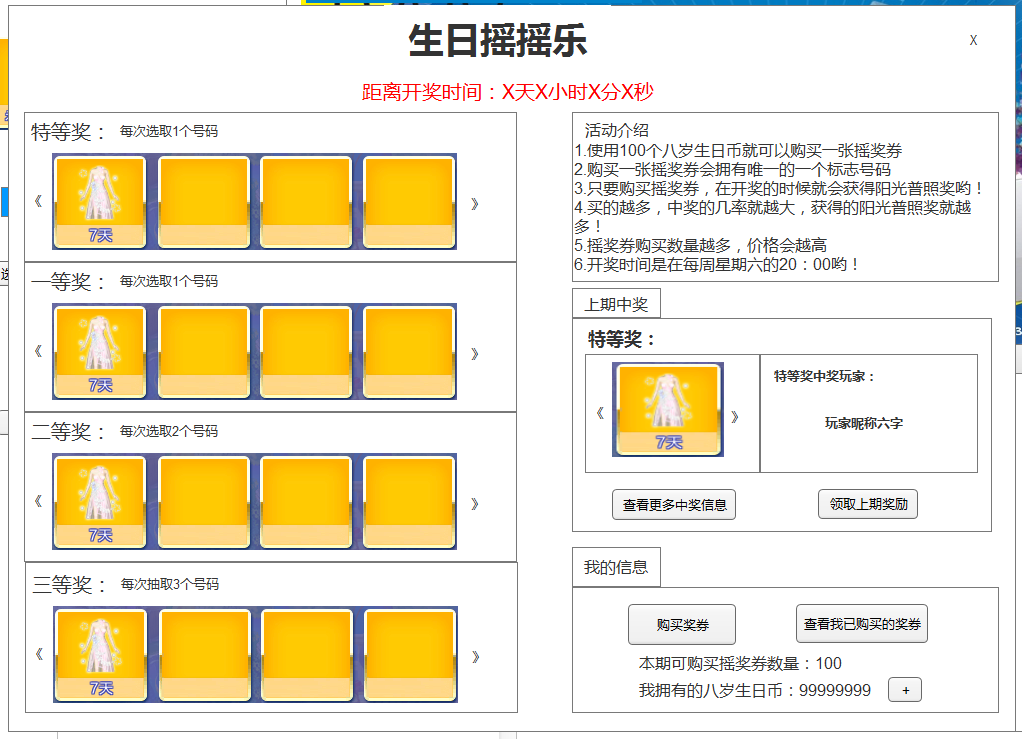 生日摇摇乐
X
距离开奖时间：X天X小时X分X秒
特等奖： 每次选取1个号码
《 7天 》
一等奖： 每次选取1个号码
《 7天 》
二等奖： 每次选取2个号码
《 7天 》
三等奖： 每次抽取3个号码
《 7天 》
活动介绍
1.使用100个八岁生日币就可以购买一张摇奖券
2.购买一张摇奖券会拥有唯一的一个标志号码
3.只要购买摇奖券，在开奖的时候就会获得阳光普照奖哟！
4.买的越多，中奖的几率就越大，获得的阳光普照奖就越
多！
5.摇奖券购买数量越多，价格会越高
6.开奖时间是在每周星期六的20：00哟！
上期中奖
特等奖：
《 7天 》
特等奖中奖玩家：
玩家昵称六字
查看更多中奖信息 领取上期奖励
我的信息
购买奖券 查看我已购买的奖券
本期可购买摇奖券数量：100
我拥有的八岁生日币：99999999 +